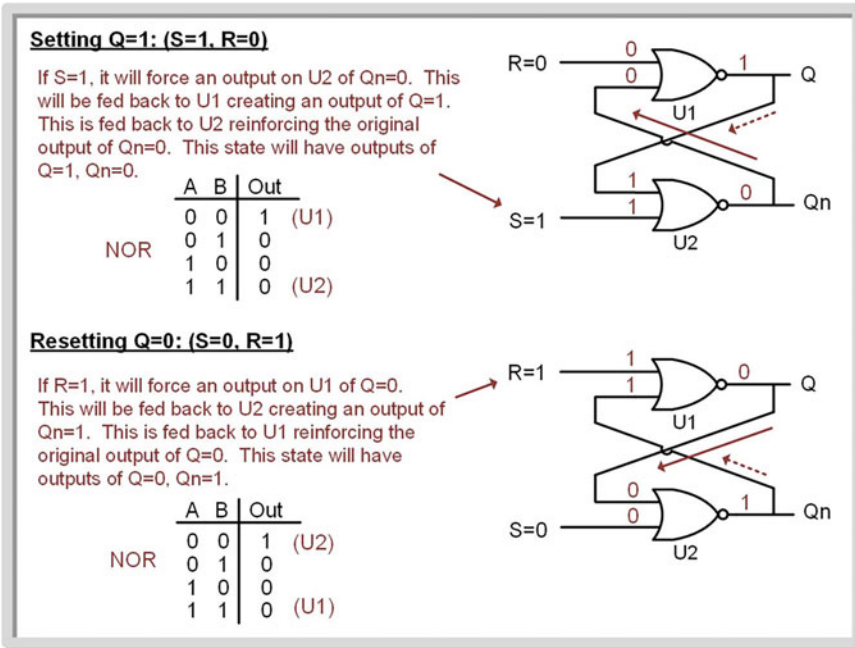 Setting Q=1: (S=1, R=0)
If S=1, it will force an output on U2 of Qn=0. This
will be fed back to U1 creating an output of Q=1.
This is fed back to U2 reinforcing the original
output of Qn=0. This state will have outputs of
Q=1, Qn=0.
A B Out
0 0 1 (U1)
0 1 0
NOR
1 0 0
1 1 0 (U2)
R=0
0
0
1
Q
U1
1
1
0
Qn
S=1
U2
Resetting Q=0: (S=0, R=1)
If R=1, it will force an output on U1 of Q=0.
This will be fed back to U2 creating an output of
Qn=1. This is fed back to U1 reinforcing the
original output of Q=0. This state will have
outputs of Q=0, Qn=1.
A B Out
0 0 1 (U2)
0 1 0
NOR
1 0 0
1 1 0 (U1)
R=1
1
1
0
Q
U1
0
0
1
Qn
S=0
U2